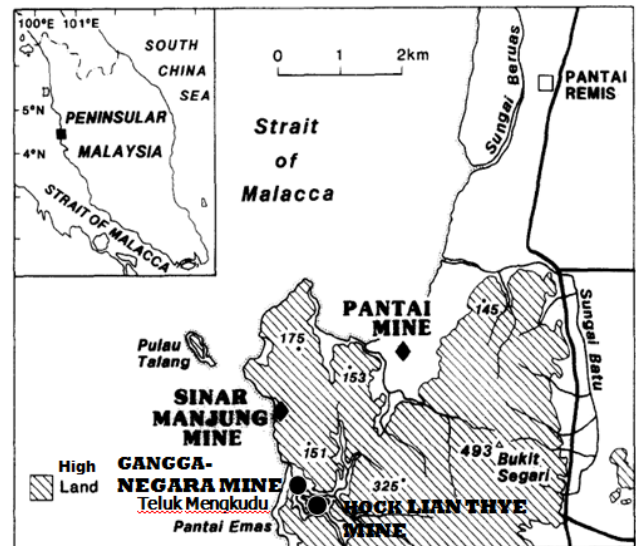 100°E 101°E
SOUTH
CHINA
SEA
5°N
PENINSULAR
MALAYSIA
4°N
STRAIT OF MALACCA
0 1 2km
Strait
of
Malacca
Sungai Beruas
PANTAI
REMIS
PANTAI
MINE
145
Sungai Batu
175
Pulau
Talang
153
SINAR
MANJUNG
MINE
151
493
Bukit
Segari
325
High
Land
GANGGA-
NEGARA MINE
Teluk Mengkudu
HOCK LIAN THYE
MINE
Pantai Emas